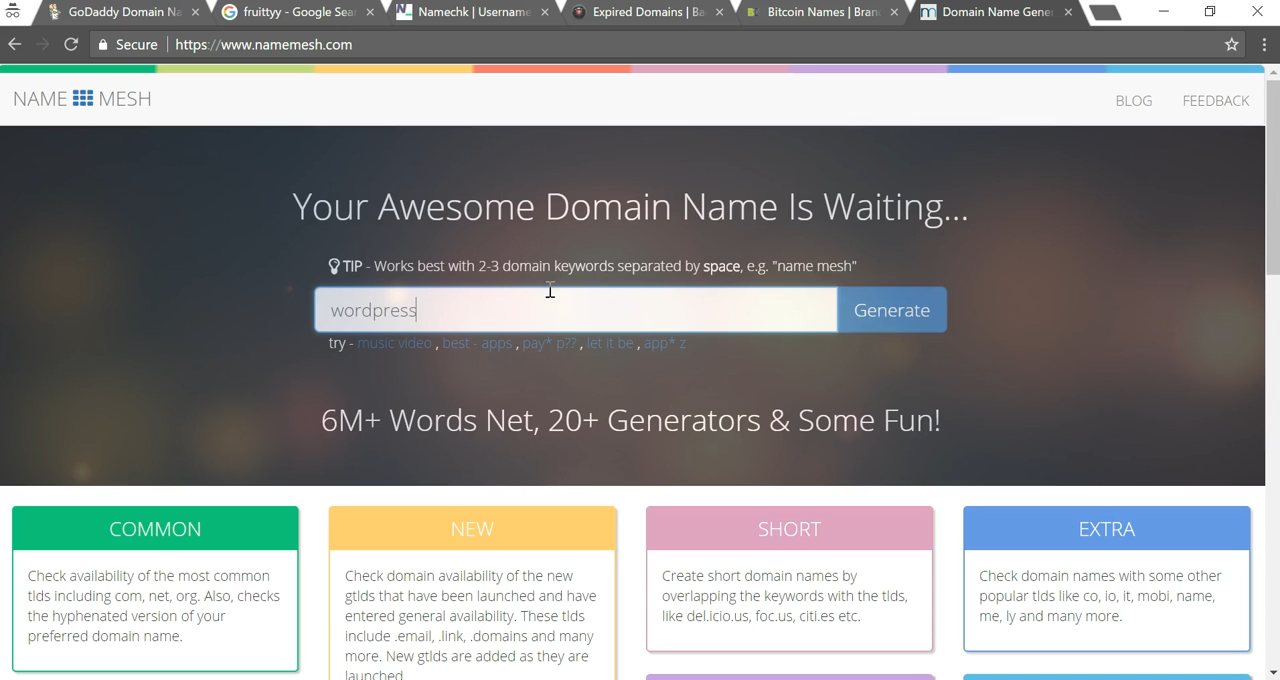 GoDaddy Domain Na
fruittyy - Google Sear
Namechk | Username
Expired Domains | Ba
Bitcoin Names | Bran
Domain Name Gener
Secure
https://www.namemesh.com
NAME MESH
BLOG
FEEDBACK
Your Awesome Domain Name Is Waiting...
TIP - Works best with 2-3 domain keywords separated by space, e.g. "name mesh"
wordpress
Generate
try - music video , best - apps , pay* p?? , let it be , app* z
6M+ Words Net, 20+ Generators & Some Fun!
COMMON
Check availability of the most common
tlds including com, net, org. Also, checks
the hyphenated version of your
preferred domain name.
NEW
Check domain availability of the new
gtlds that have been launched and have
entered general availability. These tlds
include .email, .link, .domains and many
more. New gtlds are added as they are
launched
SHORT
Create short domain names by
overlapping the keywords with the tlds,
like del.icio.us, foc.us, citi.es etc.
EXTRA
Check domain names with some other
popular tlds like co, io, it, mobi, name,
me, ly and many more.